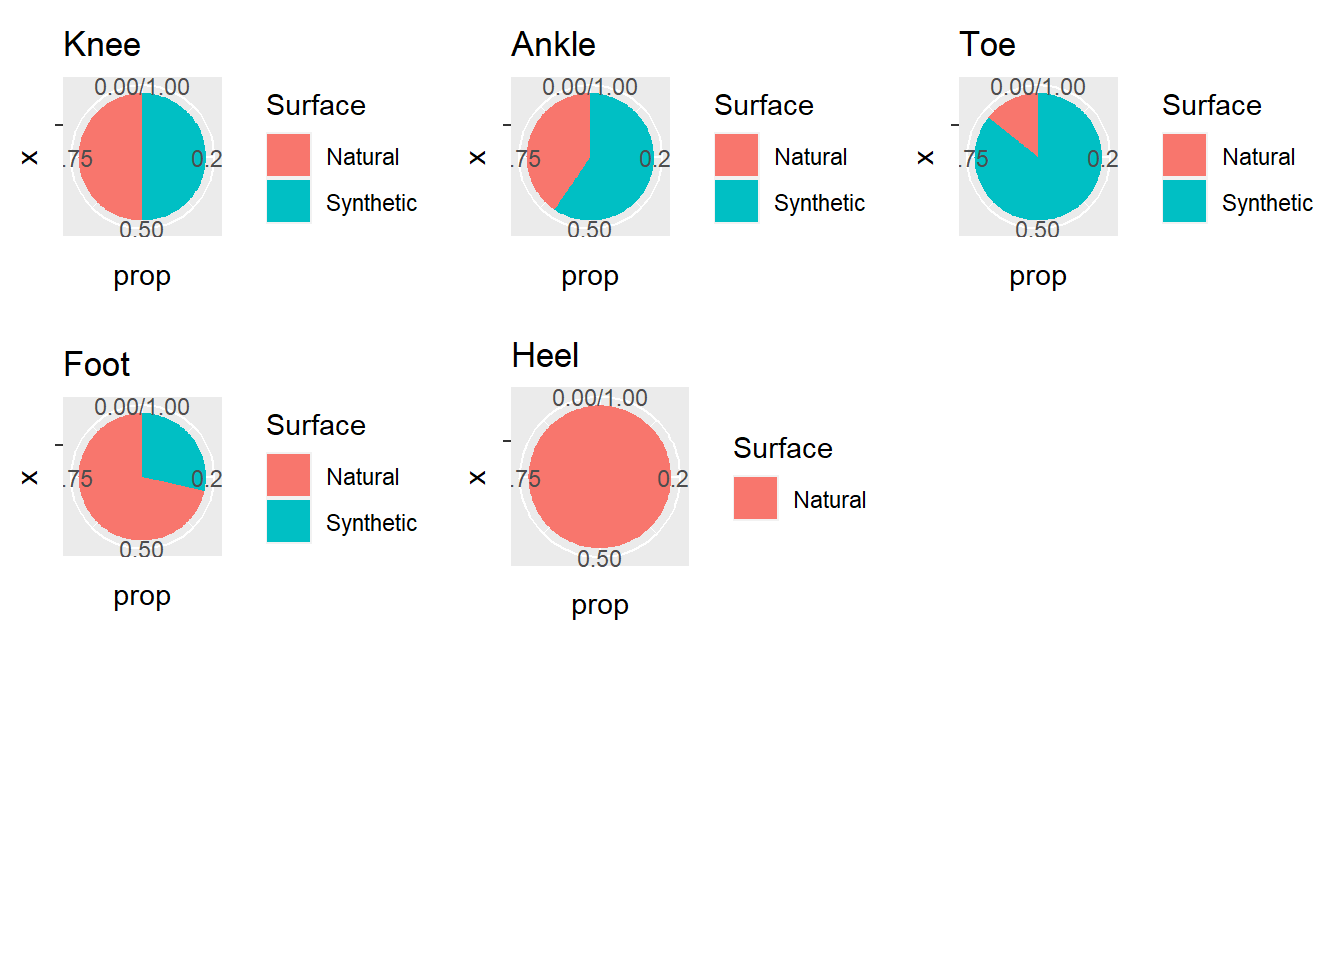 Knee
0.00/1.00
.75
0.2
0.50
x
prop
Surface
Natural
Synthetic
Ankle
0.00/1.00
.75
0.2
0.50
x
prop
Surface
Natural
Synthetic
Toe
0.00/1.00
.75
0.2
0.50
x
prop
Surface
Natural
Synthetic
Foot
0.00/1.00
.75
0.2
0.50
x
prop
Surface
Natural
Synthetic
Heel
0.00/1.00
.75
0.2
0.50
x
prop
Surface
Natural